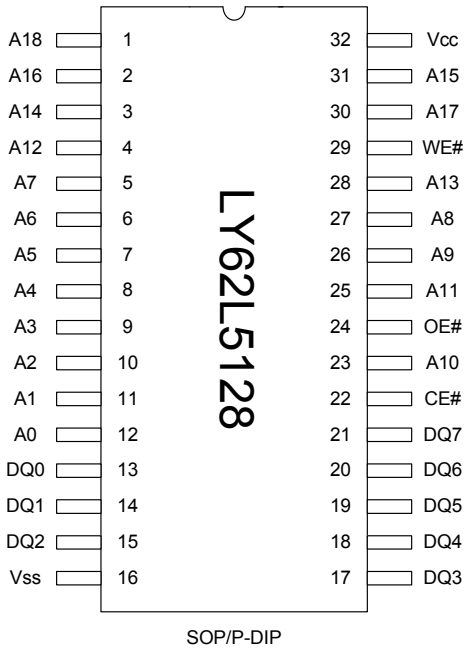 A18 1 32 Vcc
A16 2 31 A15
A14 3 30 A17
A12 4 29 WE#
A7 5 28 A13
A6 6 27 A8
A5 7 26 A9
A4 8 25 A11
A3 9 24 OE#
A2 10 23 A10
A1 11 22 CE#
A0 12 21 DQ7
DQ0 13 20 DQ6
DQ1 14 19 DQ5
DQ2 15 18 DQ4
Vss 16 17 DQ3
LY62L5128
SOP/P-DIP